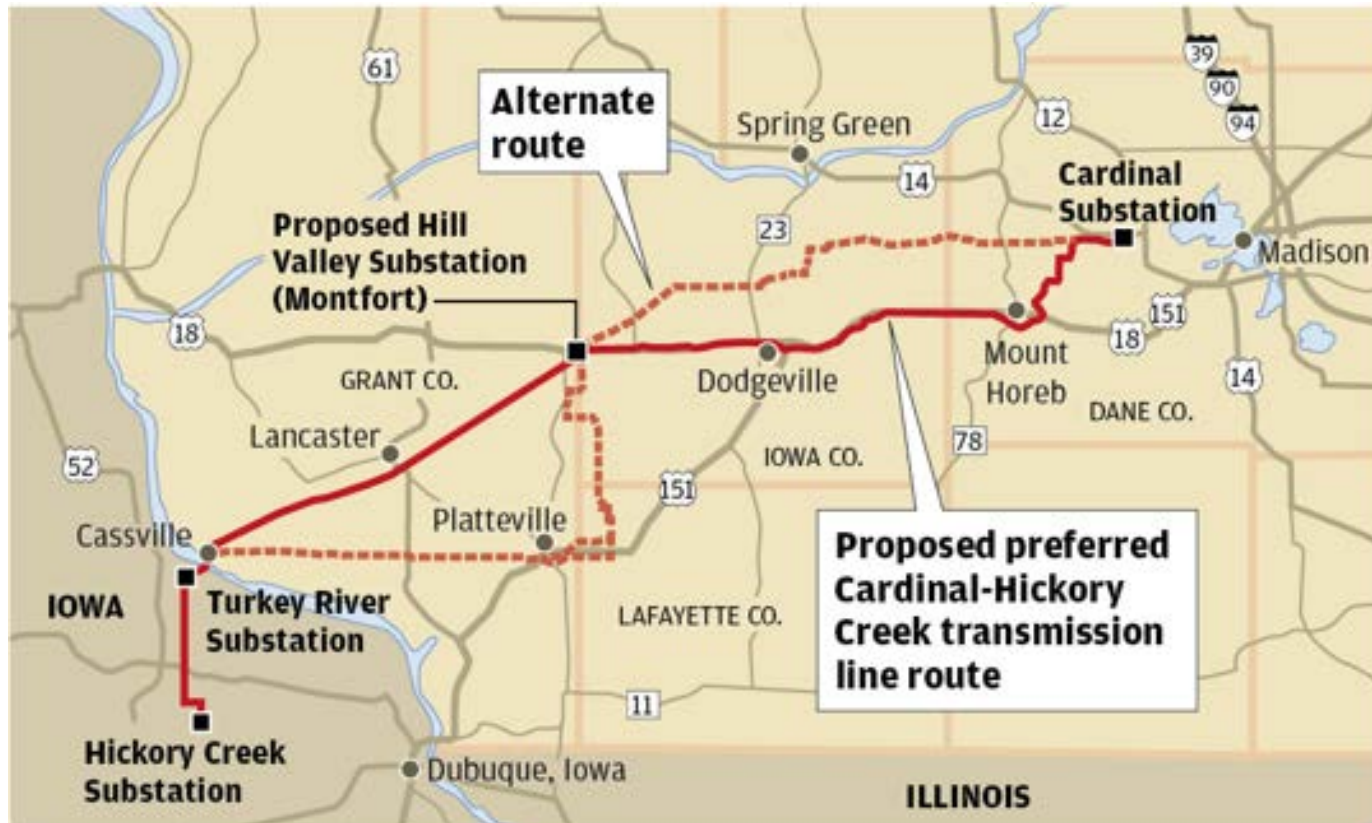 39
90
94
61
Alternate
route
12
Spring Green
14
Cardinal
Substation
Proposed Hill
Valley Substation
(Montfort)
23
Madison
18
151
18
GRANT CO.
Dodgeville
Mount
Horeb
14
DANE CO.
Lancaster
78
IOWA CO.
52
151
Platteville
Cassville
Proposed preferred
Cardinal-Hickory
Creek transmission
line route
IOWA
Turkey River
Substation
LAFAYETTE CO.
11
Hickory Creek
Substation
Dubuque, Iowa
ILLINOIS